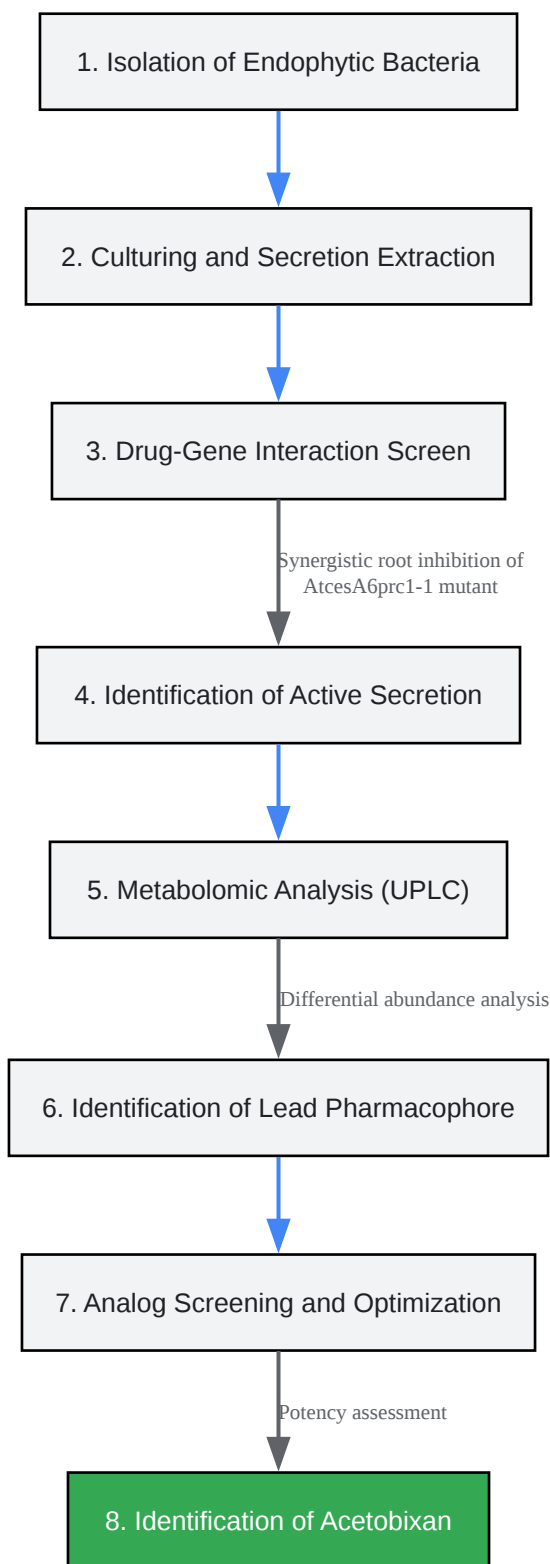 1. Isolation of Endophytic Bacteria
2. Culturing and Secretion Extraction
3. Drug-Gene Interaction Screen
Synergistic root inhibition of
AtcesA6prc1-1 mutant
4. Identification of Active Secretion
5. Metabolomic Analysis (UPLC)
Differential abundance analysis
6. Identification of Lead Pharmacophore
7. Analog Screening and Optimization
Potency assessment
8. Identification of Acetobixan